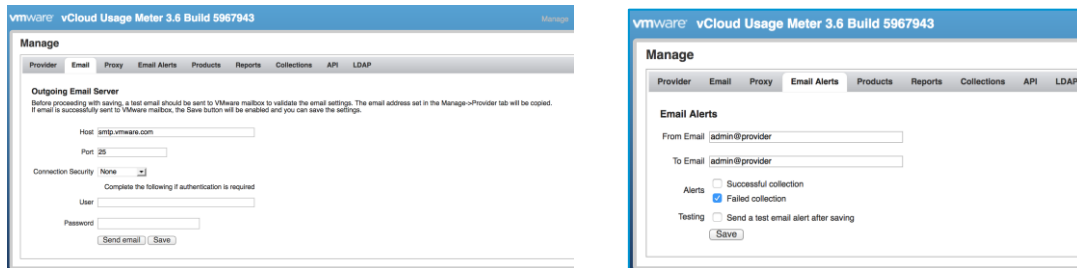 vmware® vCloud Usage Meter 3.6 Build 5967943
Manage
Manage
Provider Email Proxy Email Alerts Products Reports Collections API LDAP
Outgoing Email Server
Before proceeding with saving, a test email should be sent to VMware mailbox to validate the email settings. The email address set in the Manage->Provider tab will be copied.
If email is successfully sent to VMware mailbox, the Save button will be enabled and you can save the settings.
Host smtp.vmware.com
Port 25
Connection Security None
Complete the following if authentication is required
User
Password
Send email Save
vmware® vCloud Usage Meter 3.6 Build 5967943
Manage
Provider Email Proxy Email Alerts Products Reports Collections API LDAP
Email Alerts
From Email admin@provider
To Email admin@provider
Alerts Successful collection
Failed collection
Testing Send a test email alert after saving
Save